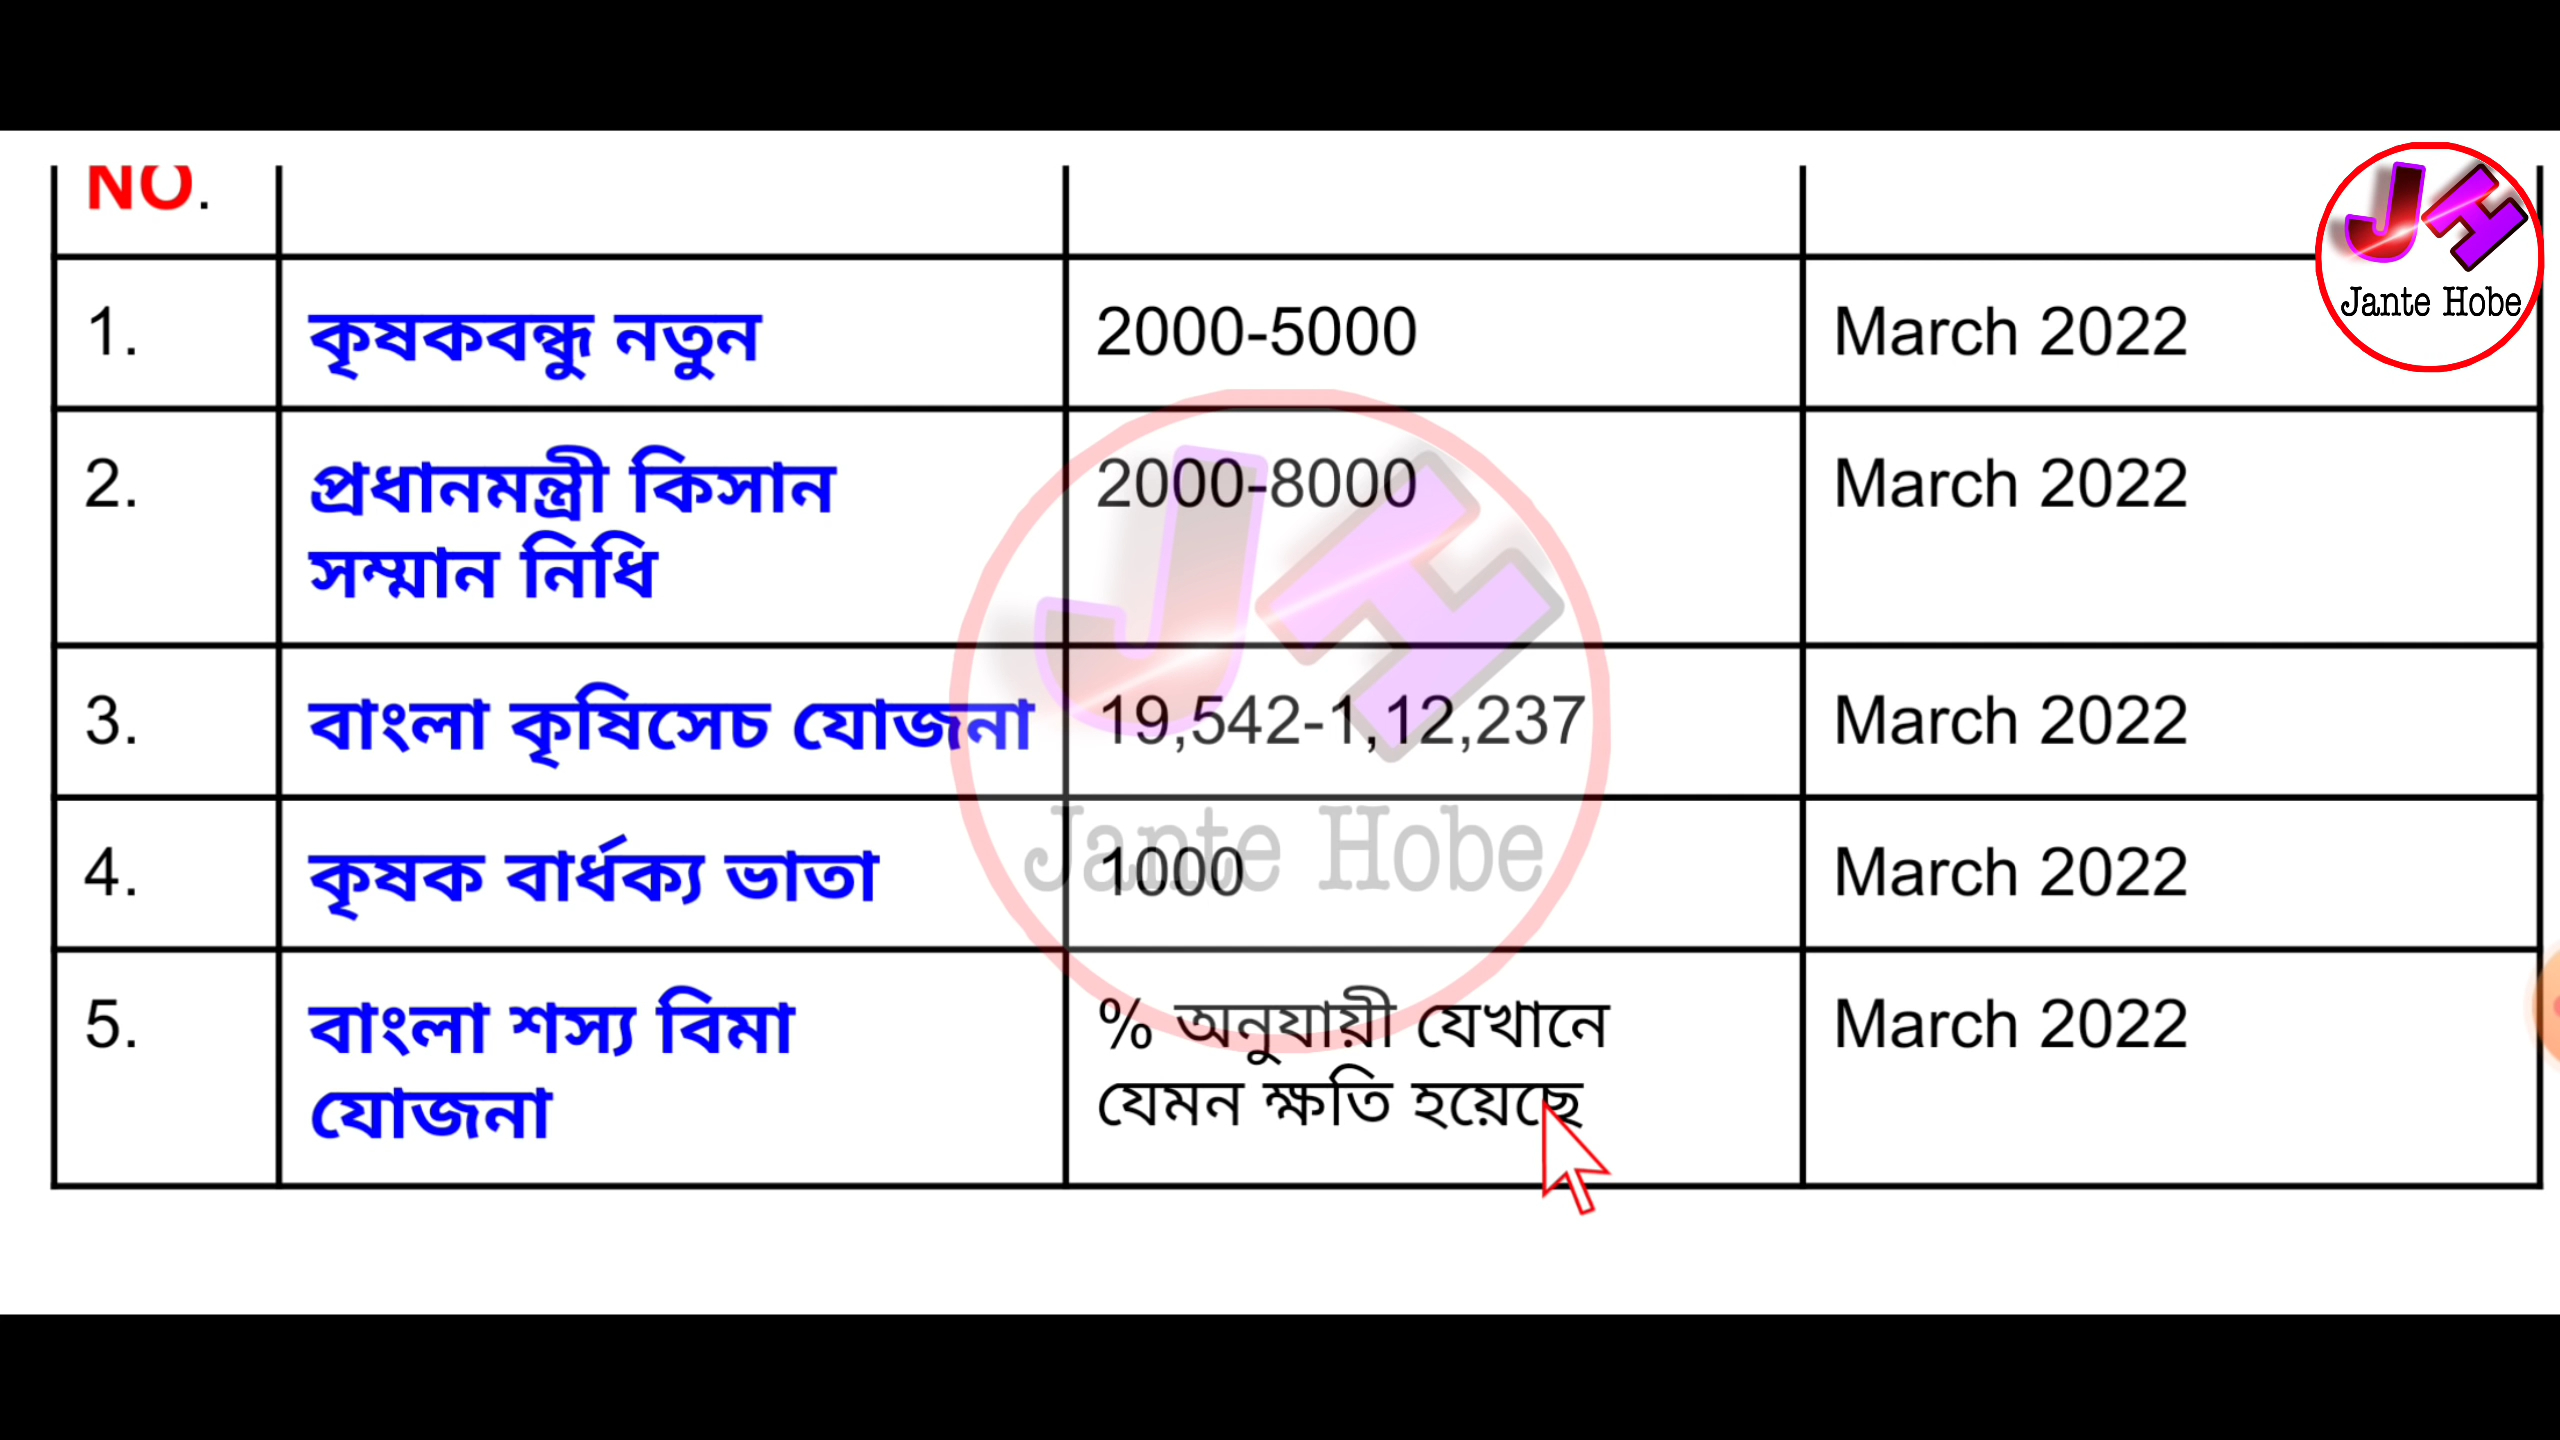 NO.
1. কৃষকবন্ধু নতুন 2000-5000 March 2022
2. প্রধানমন্ত্রী কিসান 2000-8000 March 2022
সম্মান নিধি
3. বাংলা কৃষিসেচ যোজনা 19,542-1,12,237 March 2022
4. কৃষক বার্ধক্য ভাতা 1000 March 2022
5. বাংলা শস্য বিমা % অনুযায়ী যেখানে March 2022
যোজনা যেমন ক্ষতি হয়েছে
JH
Jante Hobe
JH
Jante Hobe